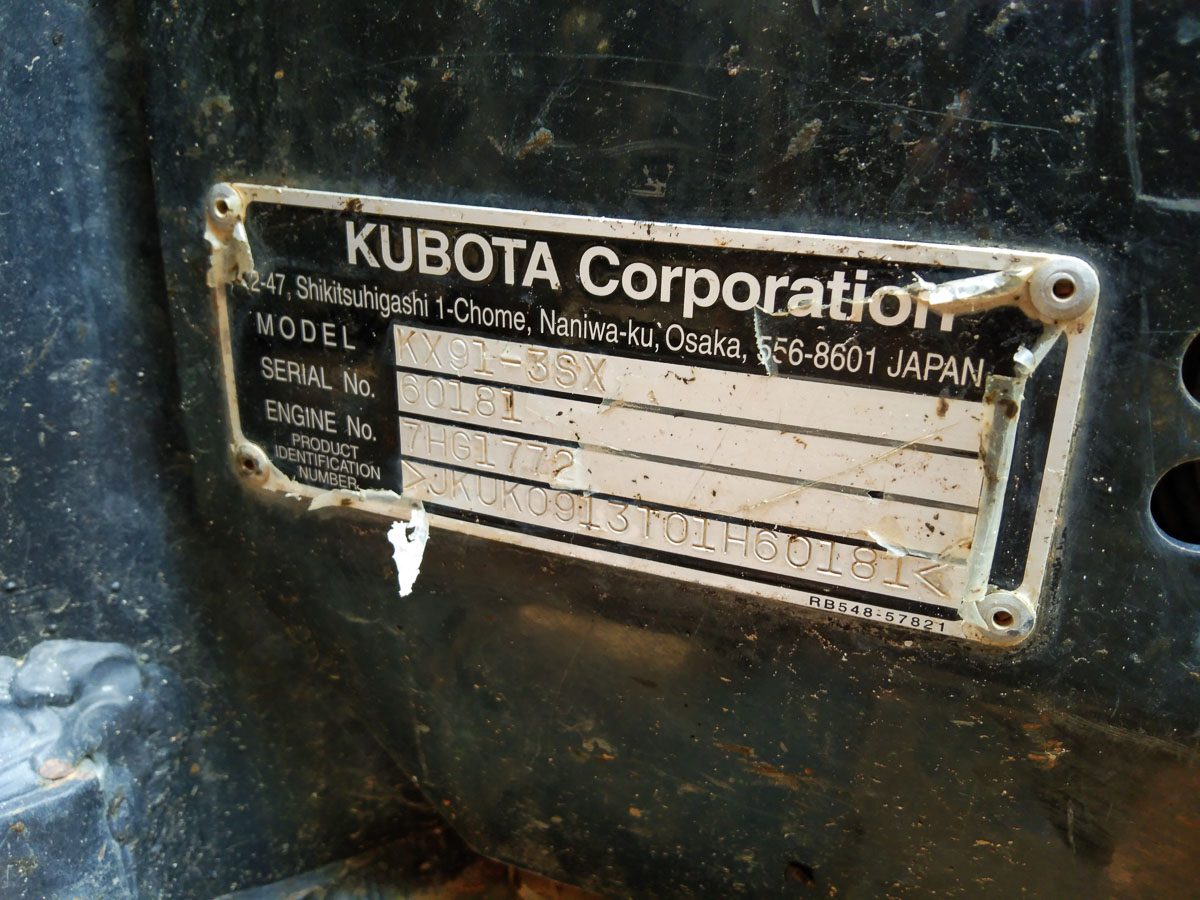 KUBOTA Corporation
2-47, Shikitsuhigashi 1-Chome, Naniwa-ku, Osaka, 556-8601 JAPAN
MODEL KX91-3SX
SERIAL No. 60181
ENGINE No. 7HG1772
PRODUCT IDENTIFICATION NUMBER >JKUK0913T01H60181<
RB548-57821